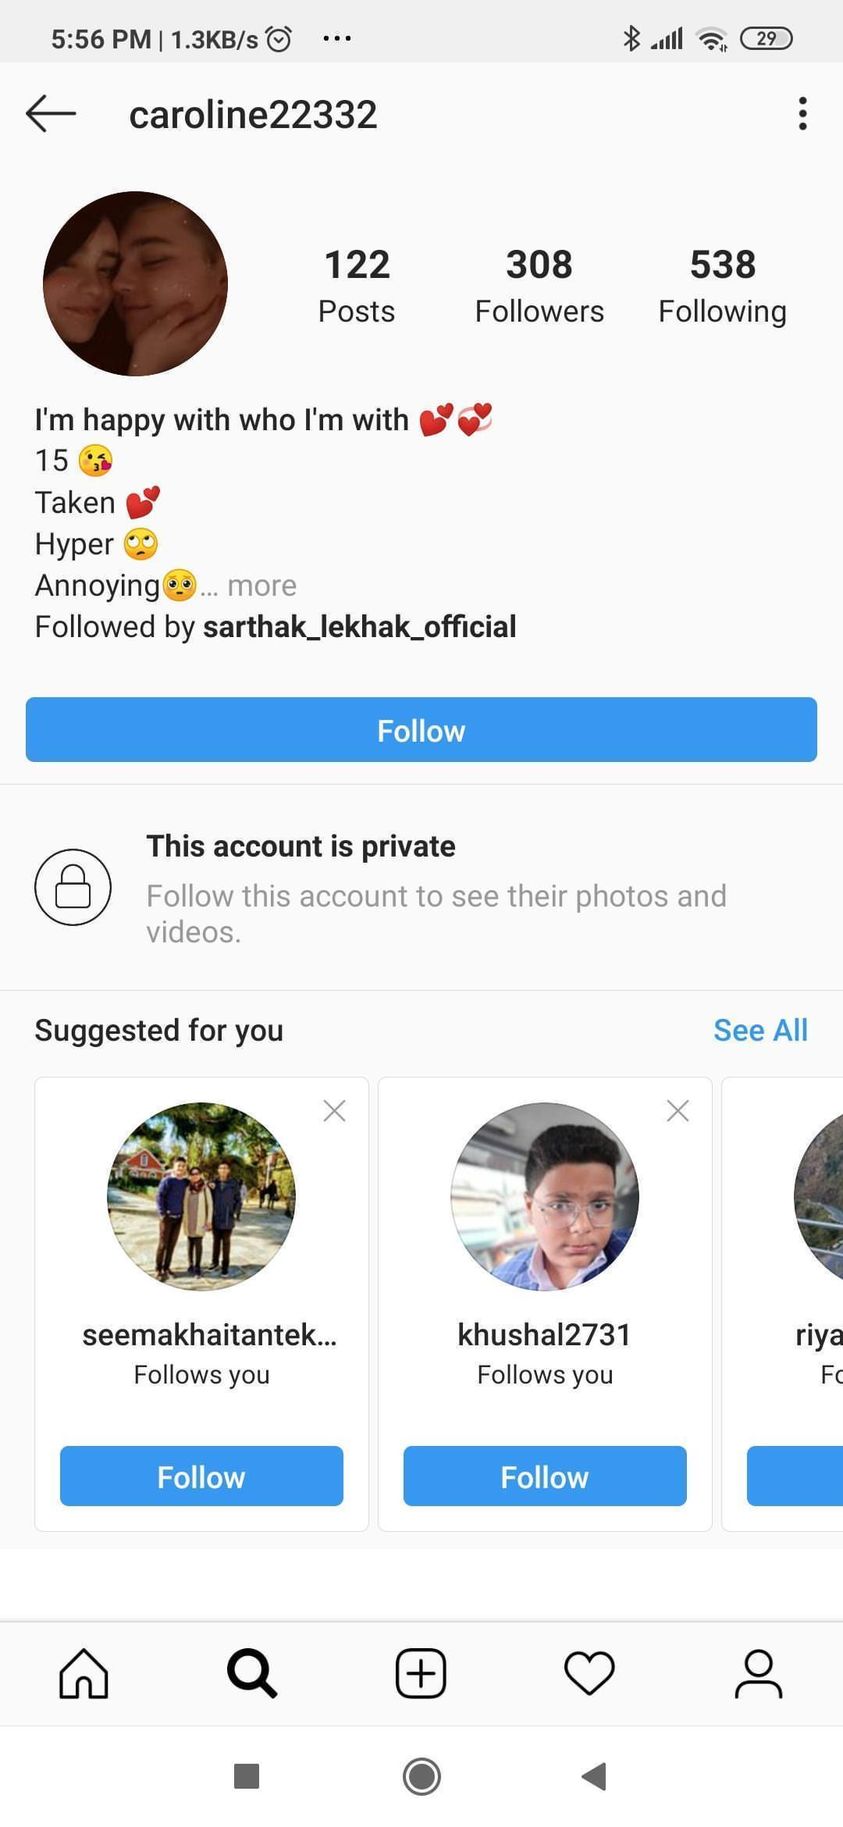 5:56 PM | 1.3KB/s ... 29
caroline22332
122 308 538
Posts Followers Following
I'm happy with who I'm with 💕💞
15 😘
Taken 💕
Hyper 🙄
Annoying🥺... more
Followed by sarthak_lekhak_official
Follow
This account is private
Follow this account to see their photos and
videos.
Suggested for you See All
seemakhaitantek... khushal2731 riya
Follows you Follows you Fo
Follow Follow